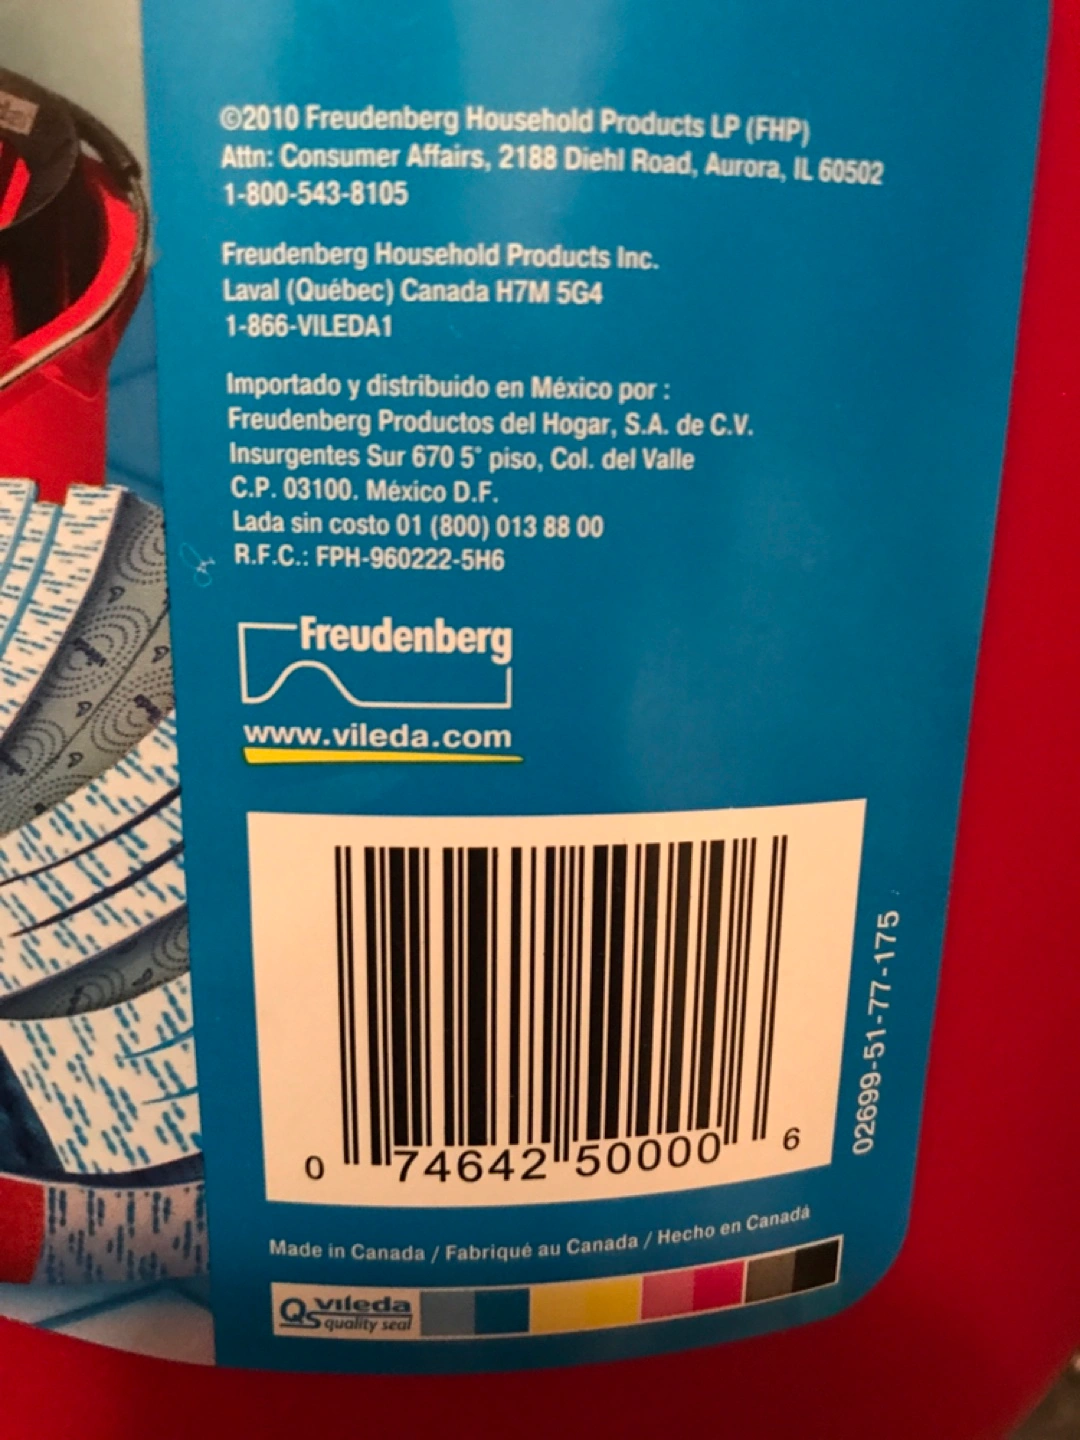 ©2010 Freudenberg Household Products LP (FHP)
Attn: Consumer Affairs, 2188 Diehl Road, Aurora, IL 60502
1-800-543-8105
Freudenberg Household Products Inc.
Laval (Québec) Canada H7M 5G4
1-866-VILEDA1
Importado y distribuido en México por :
Freudenberg Productos del Hogar, S.A. de C.V.
Insurgentes Sur 670 5° piso, Col. del Valle
C.P. 03100. México D.F.
Lada sin costo 01 (800) 013 88 00
R.F.C.: FPH-960222-5H6
Freudenberg
www.vileda.com
0 74642 50000 6
02699-51-77-175
Made in Canada / Fabriqué au Canada / Hecho en Canadá
QS vileda
quality seal